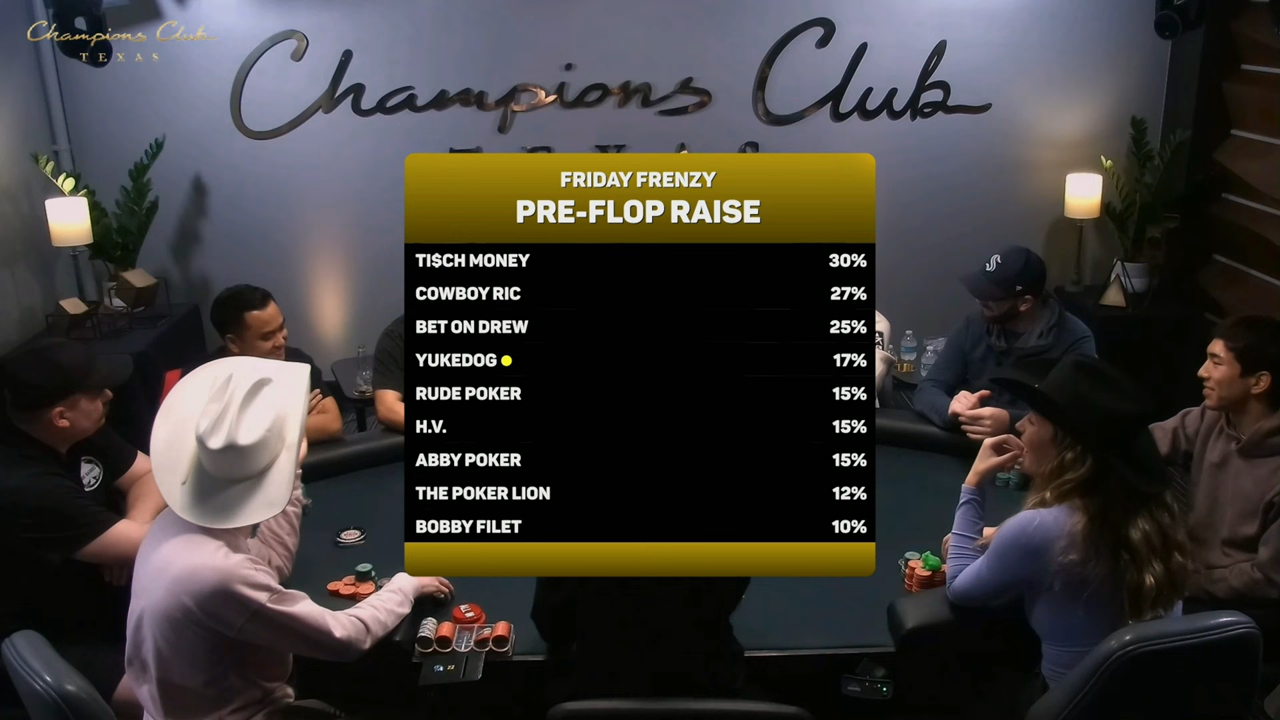 Champions Club
TEXAS
Champions Club
FRIDAY FRENZY
PRE-FLOP RAISE
TI$CH MONEY 30%
COWBOY RIC 27%
BET ON DREW 25%
YUKEDOG 17%
RUDE POKER 15%
H.V. 15%
ABBY POKER 15%
THE POKER LION 12%
BOBBY FILET 10%